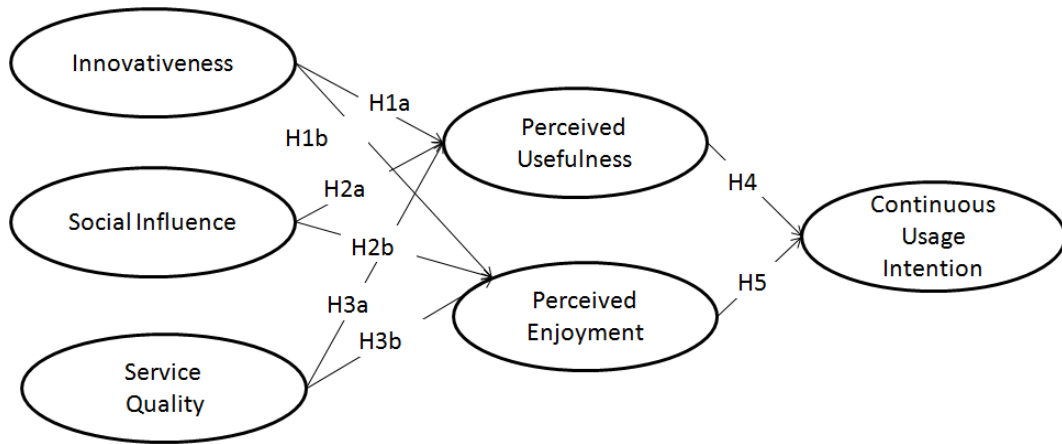 Innovativeness
H1a
H1b
Perceived
Usefulness
H2a
H4
Social Influence
Continuous
Usage
Intention
H2b
H5
H3a
Perceived
Enjoyment
H3b
Service
Quality